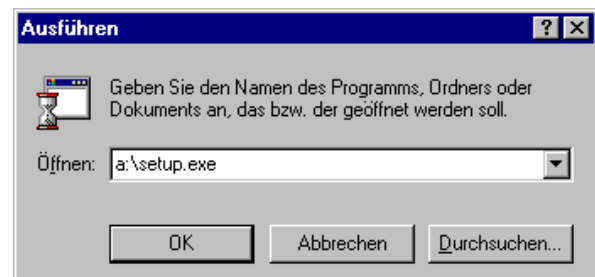 Ausführen
Geben Sie den Namen des Programms, Ordners oder
Dokuments an, das bzw. der geöffnet werden soll.
Öffnen: a:\setup.exe
OK Abbrechen Durchsuchen...